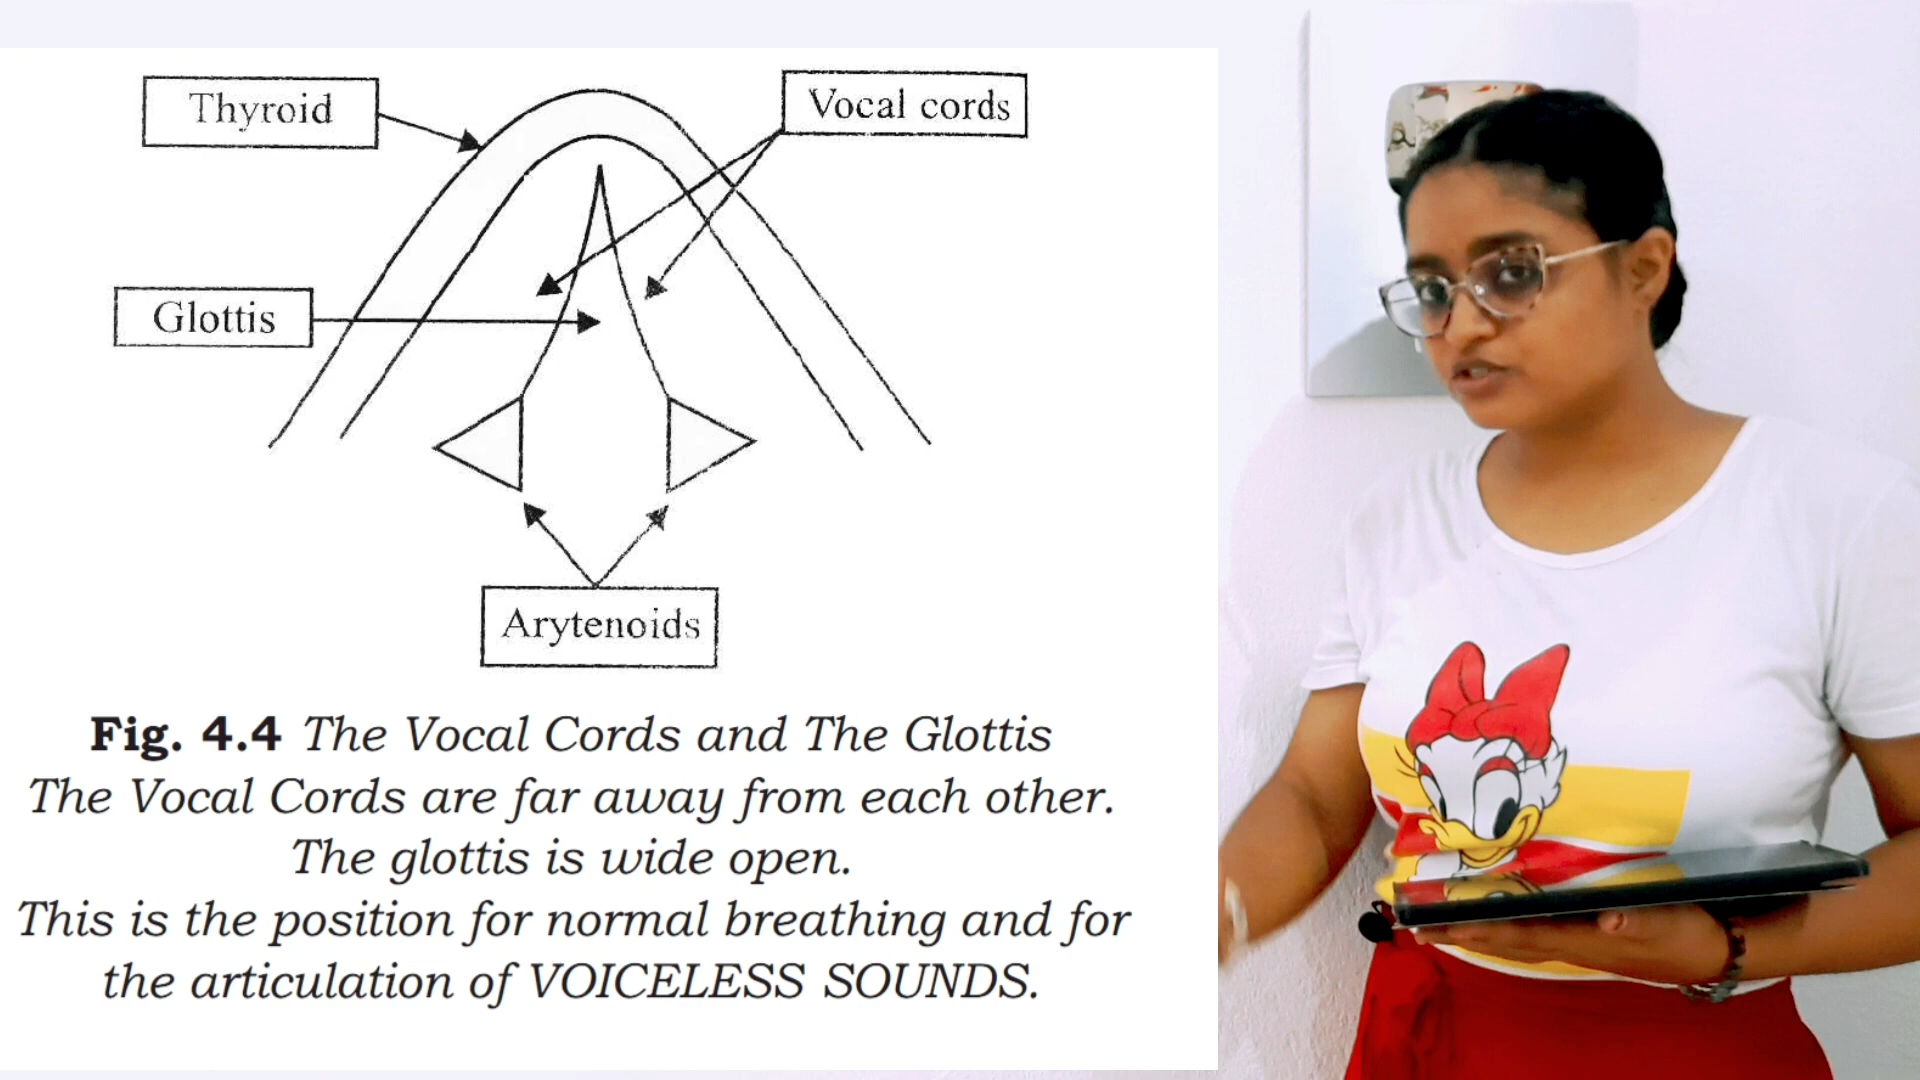 Thyroid
Vocal cords
Glottis
Arytenoids
Fig. 4.4 The Vocal Cords and The Glottis
The Vocal Cords are far away from each other.
The glottis is wide open.
This is the position for normal breathing and for
the articulation of VOICELESS SOUNDS.